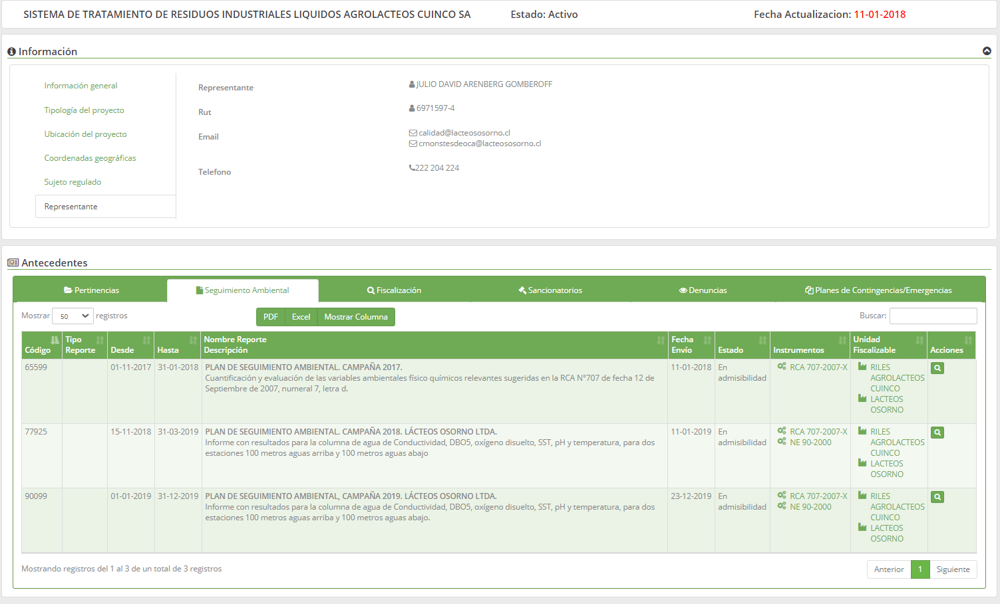 SISTEMA DE TRATAMIENTO DE RESIDUOS INDUSTRIALES LIQUIDOS AGROLACTEOS CUINCO SA Estado: Activo Fecha Actualizacion: 11-01-2018
Información
Información general
Tipología del proyecto
Ubicación del proyecto
Coordenadas geográficas
Sujeto regulado
Representante
Representante JULIO DAVID ARENBERG GOMBEROFF
Rut 6971597-4
Email calidad@lacteososorno.cl
cmonstesdeoca@lacteososorno.cl
Telefono 222 204 224
Antecedentes
Pertinencias Seguimiento Ambiental Fiscalización Sancionatorios Denuncias Planes de Contingencias/Emergencias
Mostrar 50 registros PDF Excel Mostrar Columna Buscar:
Código Tipo Reporte Desde Hasta Nombre Reporte Descripción Fecha Envío Estado Instrumentos Unidad Fiscalizable Acciones
65599 01-11-2017 31-01-2018 PLAN DE SEGUIMIENTO AMBIENTAL. CAMPAÑA 2017. 11-01-2018 En admisibilidad RCA 707-2007-X RILES AGROLACTEOS CUINCO LACTEOS OSORNO
Cuantificación y evaluación de las variables ambientales físico químicos relevantes sugeridas en la RCA N°707 de fecha 12 de
Septiembre de 2007, numeral 7, letra d.
77925 15-11-2018 31-03-2019 PLAN DE SEGUIMIENTO AMBIENTAL. CAMPAÑA 2018. LÁCTEOS OSORNO LTDA. 11-01-2019 En admisibilidad RCA 707-2007-X NE 90-2000 RILES AGROLACTEOS CUINCO LACTEOS OSORNO
Informe con resultados para la columna de agua de Conductividad, DBO5, oxígeno disuelto, SST, pH y temperatura, para dos
estaciones 100 metros aguas arriba y 100 metros aguas abajo
90099 01-01-2019 31-12-2019 PLAN DE SEGUIMIENTO AMBIENTAL, CAMPAÑA 2019. LÁCTEOS OSORNO LTDA. 23-12-2019 En admisibilidad RCA 707-2007-X NE 90-2000 RILES AGROLACTEOS CUINCO LACTEOS OSORNO
Informe con resultados para la columna de agua de Conductividad, DBO5, oxígeno disuelto, SST, pH y temperatura, para dos
estaciones 100 metros aguas arriba y 100 metros aguas abajo.
Mostrando registros del 1 al 3 de un total de 3 registros Anterior 1 Siguiente